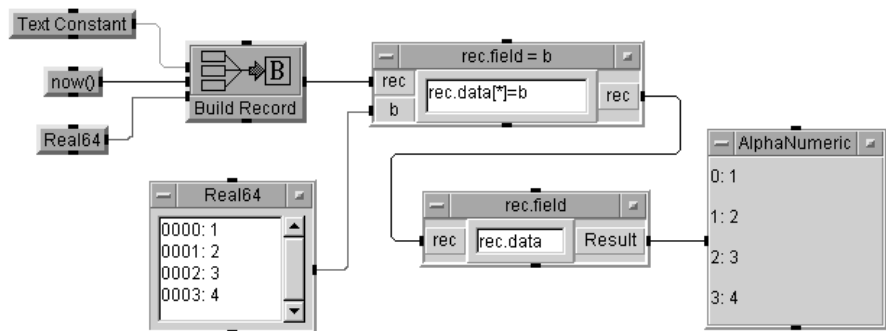 Text Constant
now()
Real64
B
Build Record
rec.field = b
rec
b
rec.data[*]=b
rec
Real64
0000: 1
0001: 2
0002: 3
0003: 4
rec.field
rec
rec.data
Result
AlphaNumeric
0: 1
1: 2
2: 3
3: 4